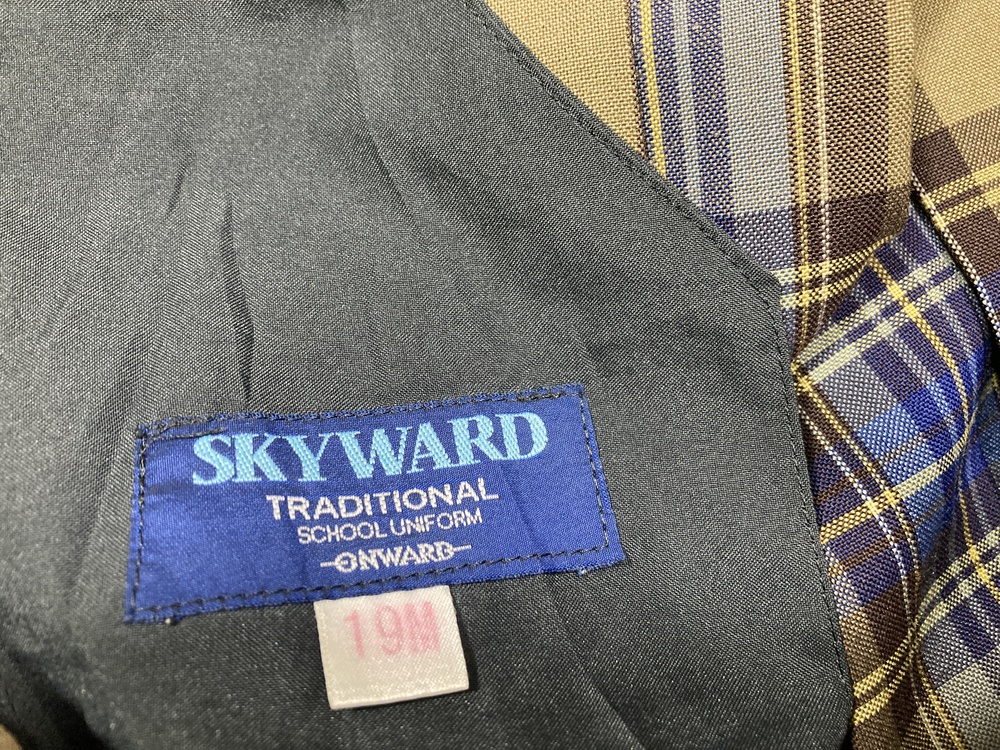 SKYWARD
TRADITIONAL
SCHOOL UNIFORM
ONWARD
19M